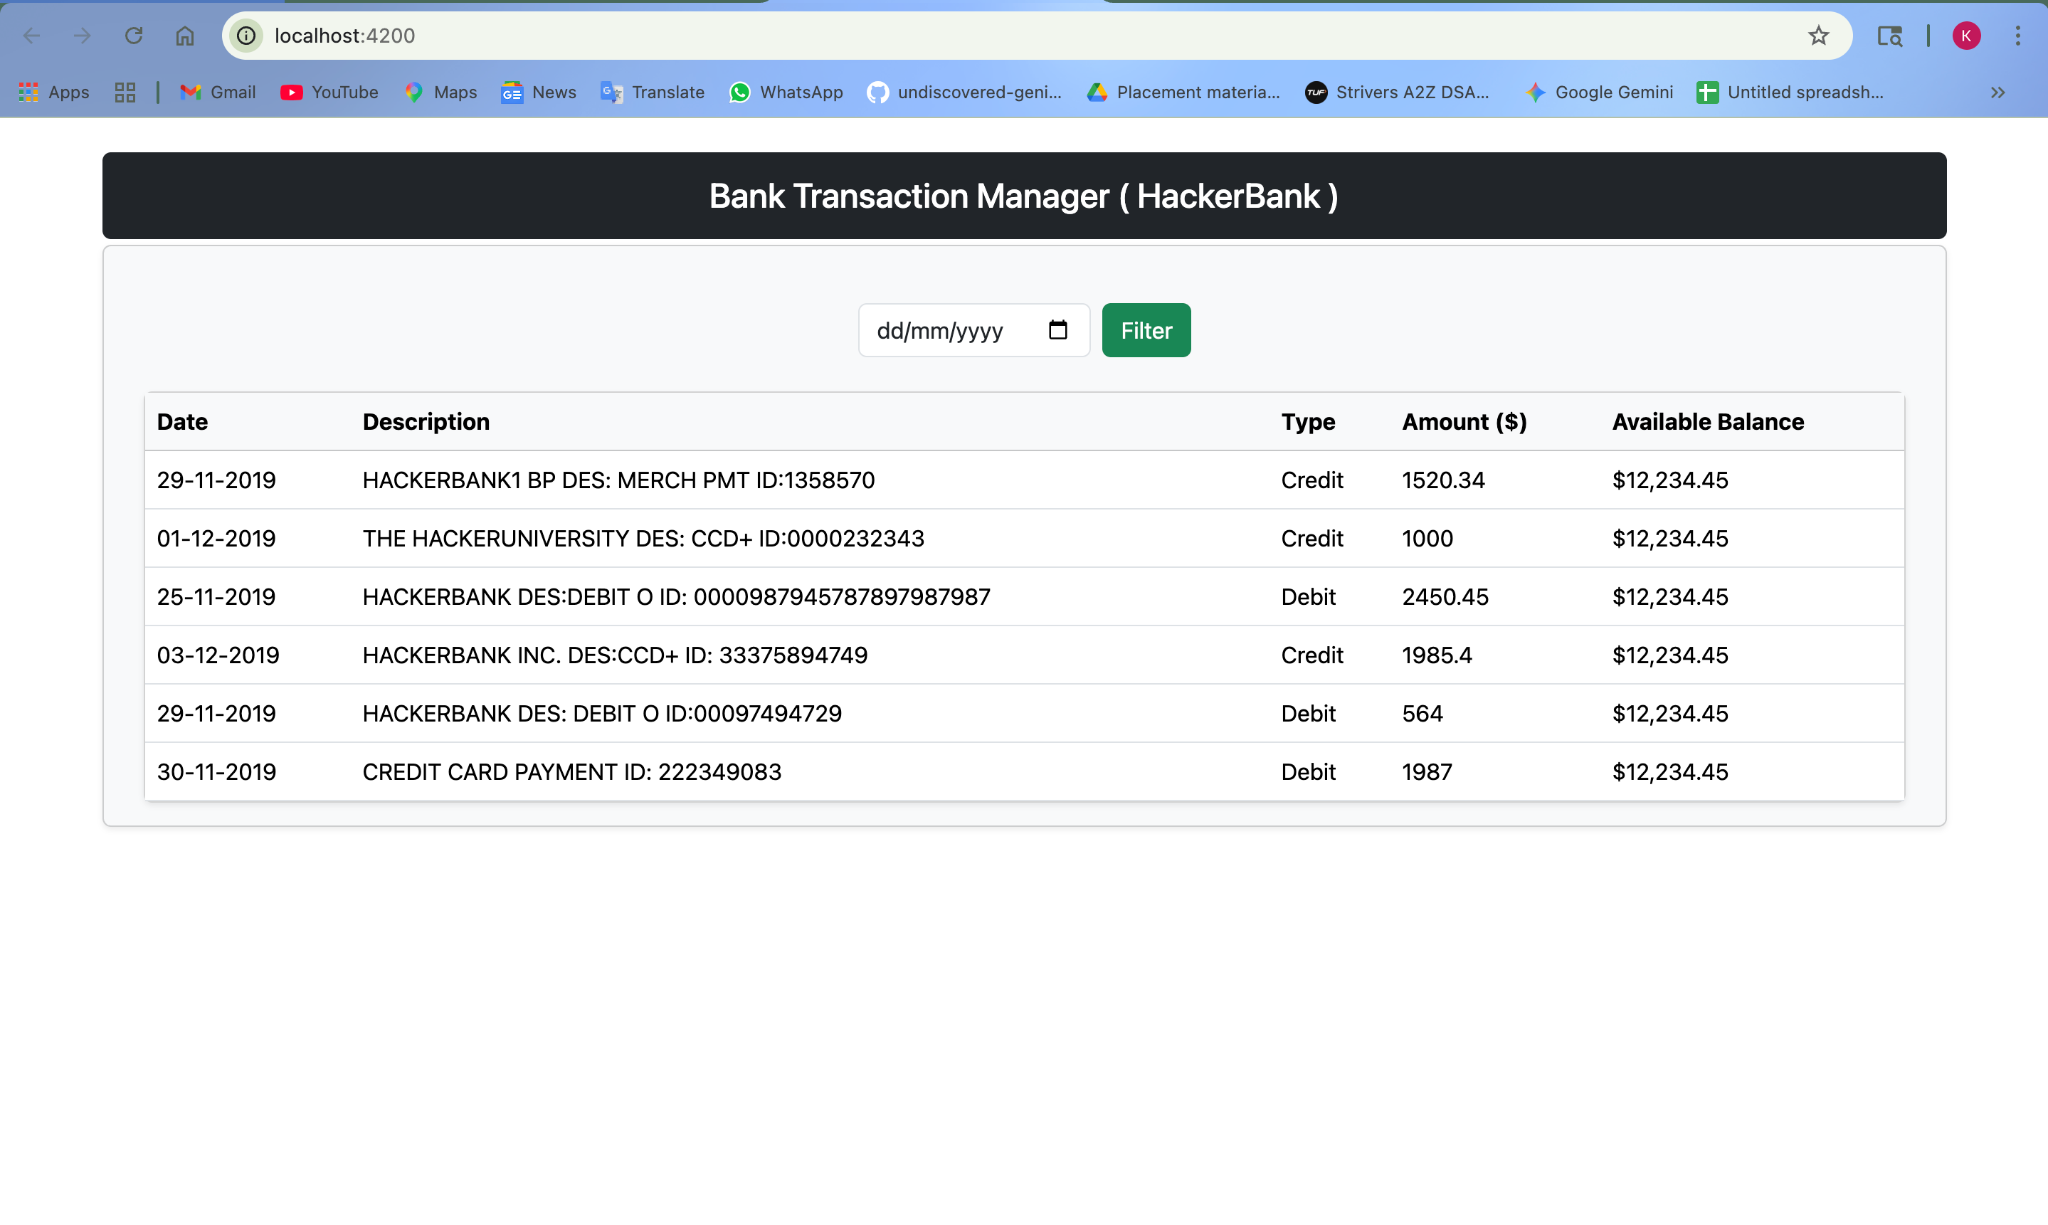 localhost:4200
K
Apps Gmail YouTube Maps News Translate WhatsApp undiscovered-geni... Placement materia... TUF Strivers A2Z DSA... Google Gemini Untitled spreadsh...
Bank Transaction Manager ( HackerBank )
dd/mm/yyyy Filter
Date Description Type Amount ($) Available Balance
29-11-2019 HACKERBANK1 BP DES: MERCH PMT ID:1358570 Credit 1520.34 $12,234.45
01-12-2019 THE HACKERUNIVERSITY DES: CCD+ ID:0000232343 Credit 1000 $12,234.45
25-11-2019 HACKERBANK DES:DEBIT O ID: 0000987945787897987987 Debit 2450.45 $12,234.45
03-12-2019 HACKERBANK INC. DES:CCD+ ID: 33375894749 Credit 1985.4 $12,234.45
29-11-2019 HACKERBANK DES: DEBIT O ID:00097494729 Debit 564 $12,234.45
30-11-2019 CREDIT CARD PAYMENT ID: 222349083 Debit 1987 $12,234.45